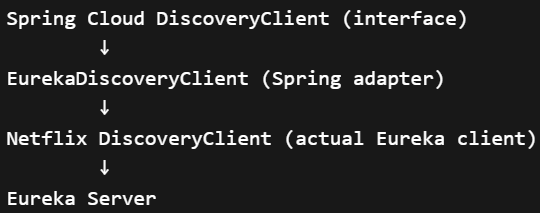 Spring Cloud DiscoveryClient (interface)
↓
EurekaDiscoveryClient (Spring adapter)
↓
Netflix DiscoveryClient (actual Eureka client)
↓
Eureka Server